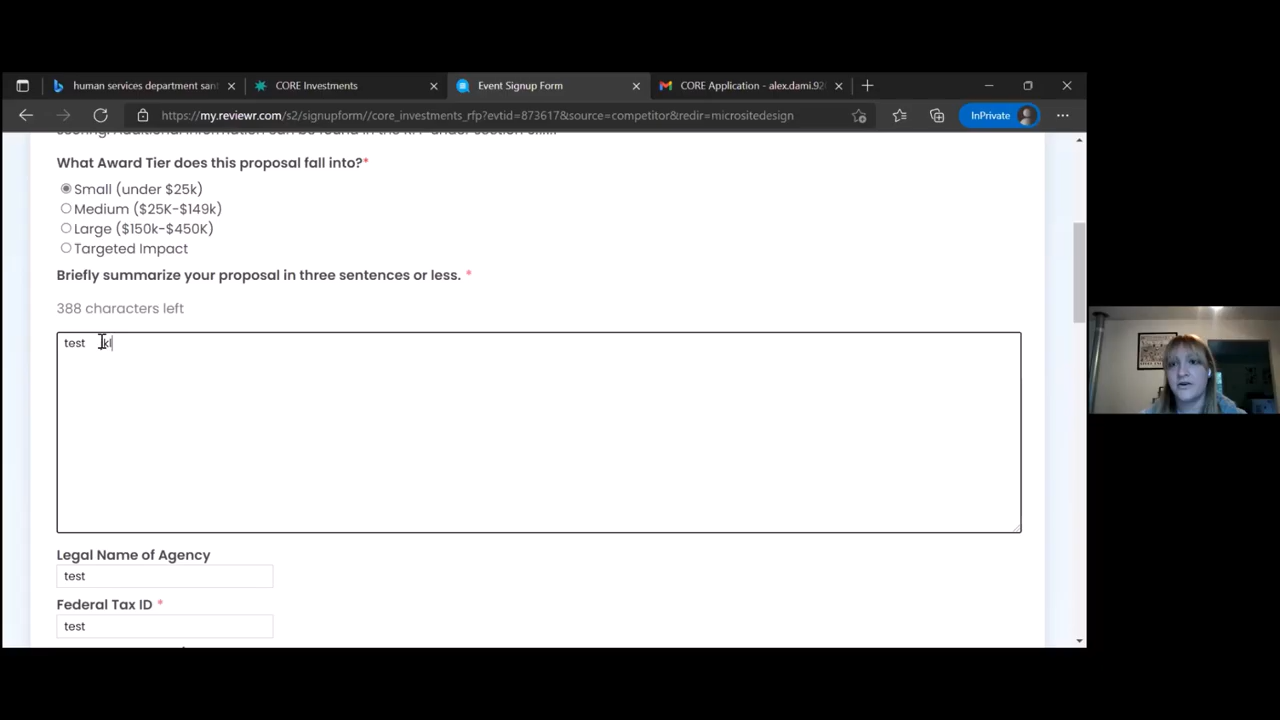 human services department sant
CORE Investments
Event Signup Form
CORE Application - alex.dami.92
https://my.reviewr.com/s2/signupform//core_investments_rfp?evtid=873617&source=competitor&redir=micrositedesign
InPrivate
What Award Tier does this proposal fall into?*
Small (under $25k)
Medium ($25K-$149k)
Large ($150k-$450K)
Targeted Impact
Briefly summarize your proposal in three sentences or less. *
388 characters left
test
Legal Name of Agency
test
Federal Tax ID *
test